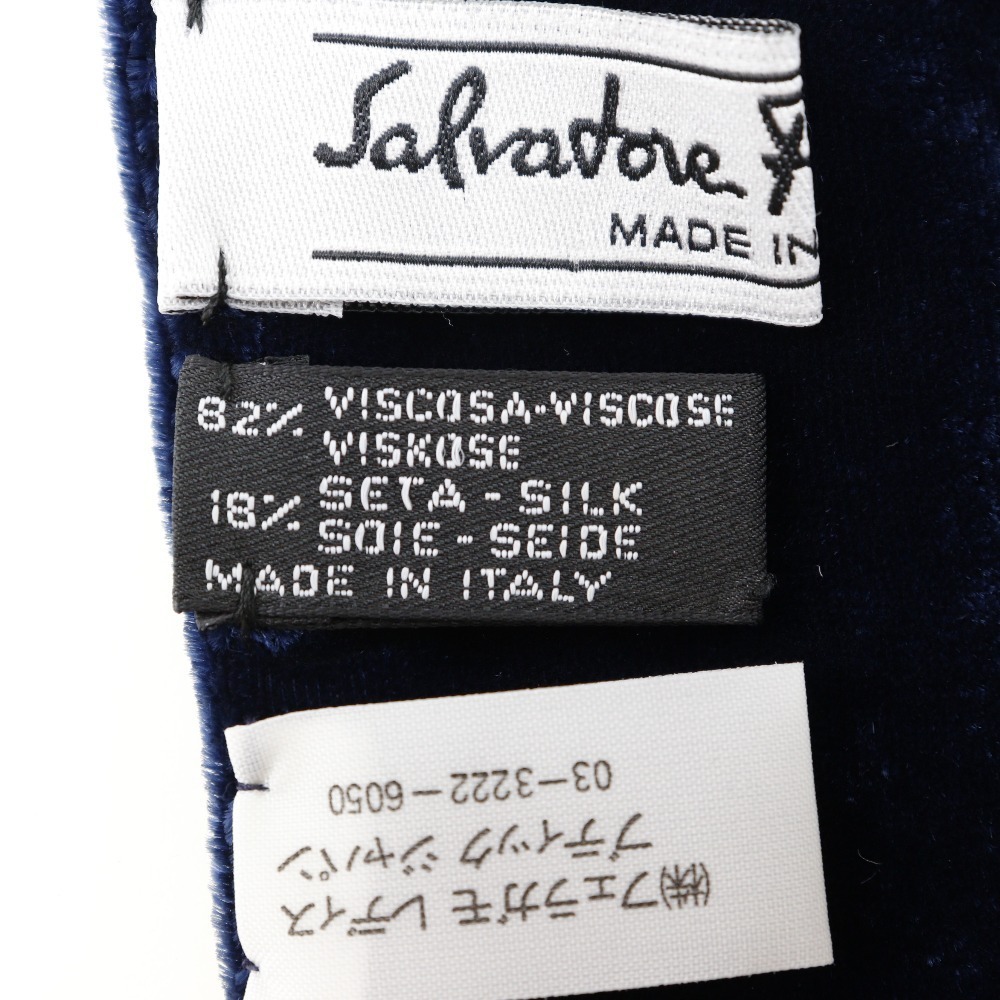 Salvatore F
MADE IN
82% VISCOSA-VISCOSE
VISKOSE
18% SETA - SILK
SOIE - SEIDE
MADE IN ITALY
㈱フェラガモ レディス
ブティック ジャパン
03-3222-6050